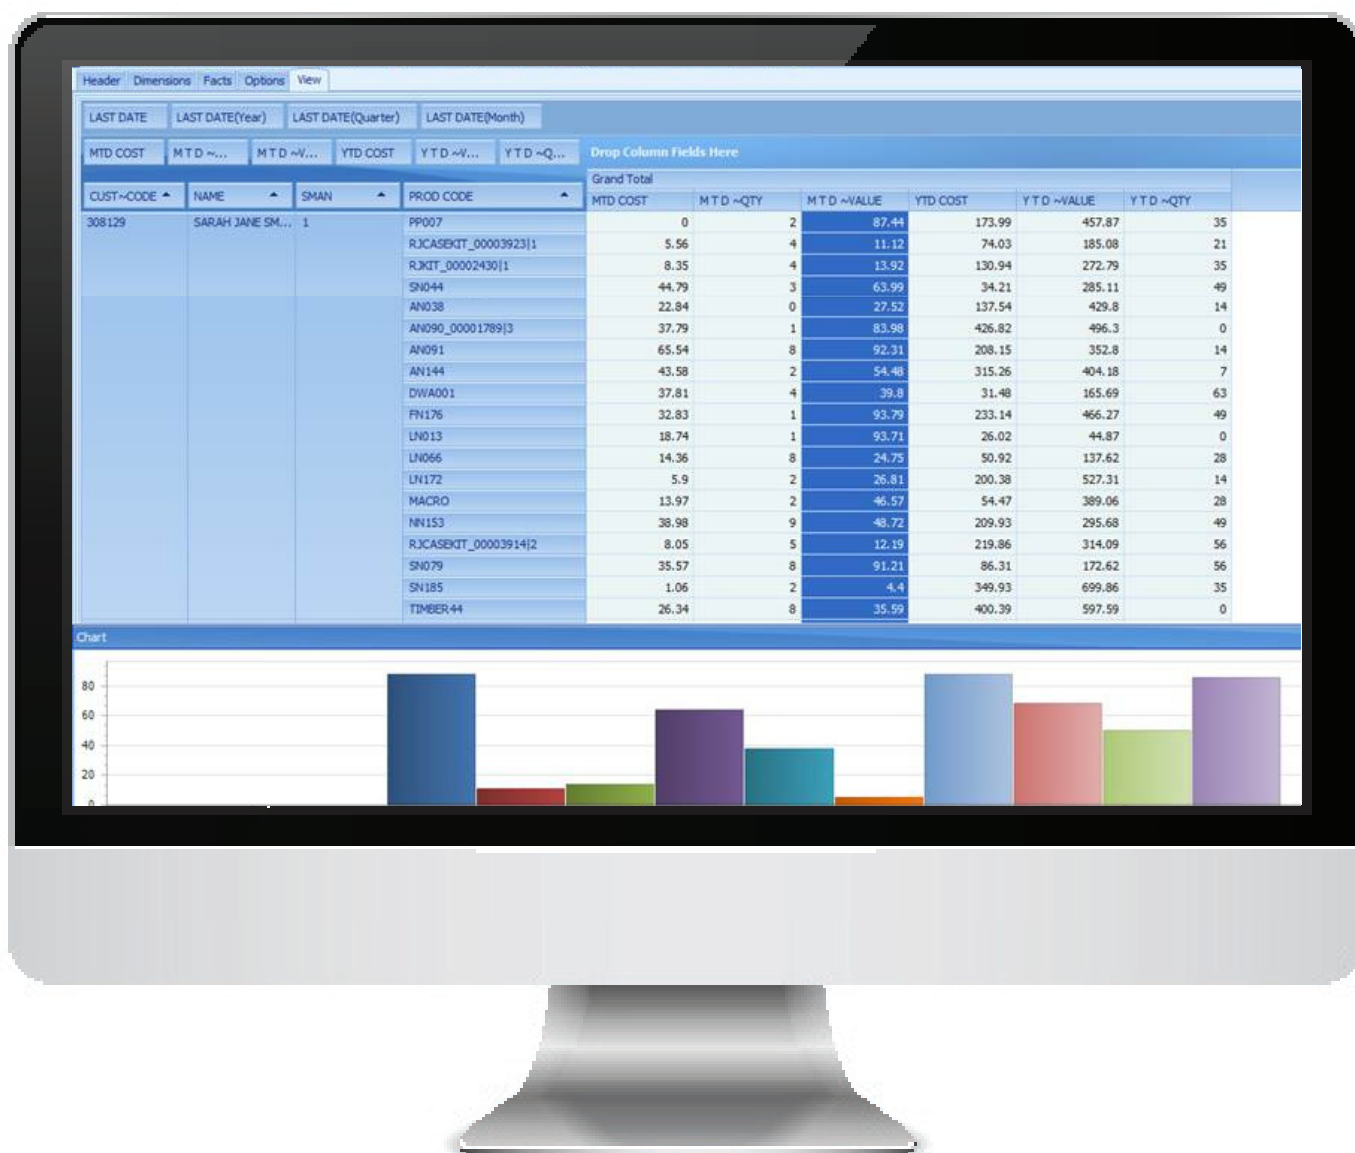 Header Dimensions Facts Options View
LAST DATE LAST DATE(Year) LAST DATE(Quarter) LAST DATE(Month)
MTD COST M T D ~... M T D ~V... YTD COST Y T D ~V... Y T D ~Q... Drop Column Fields Here
Grand Total
CUST~CODE NAME SMAN PROD CODE MTD COST M T D ~QTY M T D ~VALUE YTD COST Y T D ~VALUE Y T D ~QTY
308129 SARAH JANE SM... 1 PP007 0 2 87.44 173.99 457.87 35
RJCASEKIT_00003923|1 5.56 4 11.12 74.03 185.08 21
RJKIT_00002430|1 8.35 4 13.92 130.94 272.79 35
SN044 44.79 3 63.99 34.21 285.11 49
AN038 22.84 0 27.52 137.54 429.8 14
AN090_00001789|3 37.79 1 83.98 426.82 496.3 0
AN091 65.54 8 92.31 208.15 352.8 14
AN144 43.58 2 54.48 315.26 404.18 7
DWA001 37.81 4 39.8 31.48 165.69 63
FN176 32.83 1 93.79 233.14 466.27 49
LN013 18.74 1 93.71 26.02 44.87 0
LN066 14.36 8 24.75 50.92 137.62 28
LN172 5.9 2 26.81 200.38 527.31 14
MACRO 13.97 2 46.57 54.47 389.06 28
NN153 38.98 9 48.72 209.93 295.68 49
RJCASEKIT_00003914|2 8.05 5 12.19 219.86 314.09 56
SN079 35.57 8 91.21 86.31 172.62 56
SN185 1.06 2 4.4 349.93 699.86 35
TIMBER44 26.34 8 35.59 400.39 597.59 0
Chart
80
60
40
20
0